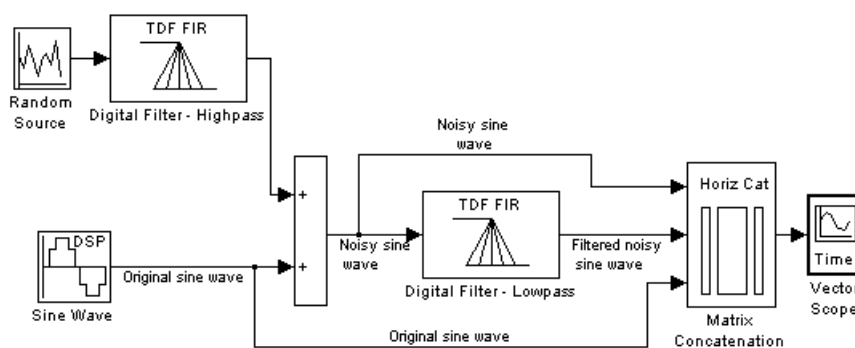 TDF FIR
Random
Source
Digital Filter - Highpass
Noisy sine
wave
+
+
TDF FIR
Horiz Cat
DSP
Original sine wave
Sine Wave
Noisy sine
wave
Filtered noisy
sine wave
Digital Filter - Lowpass
Time
Vector
Scope
Original sine wave
Matrix
Concatenation